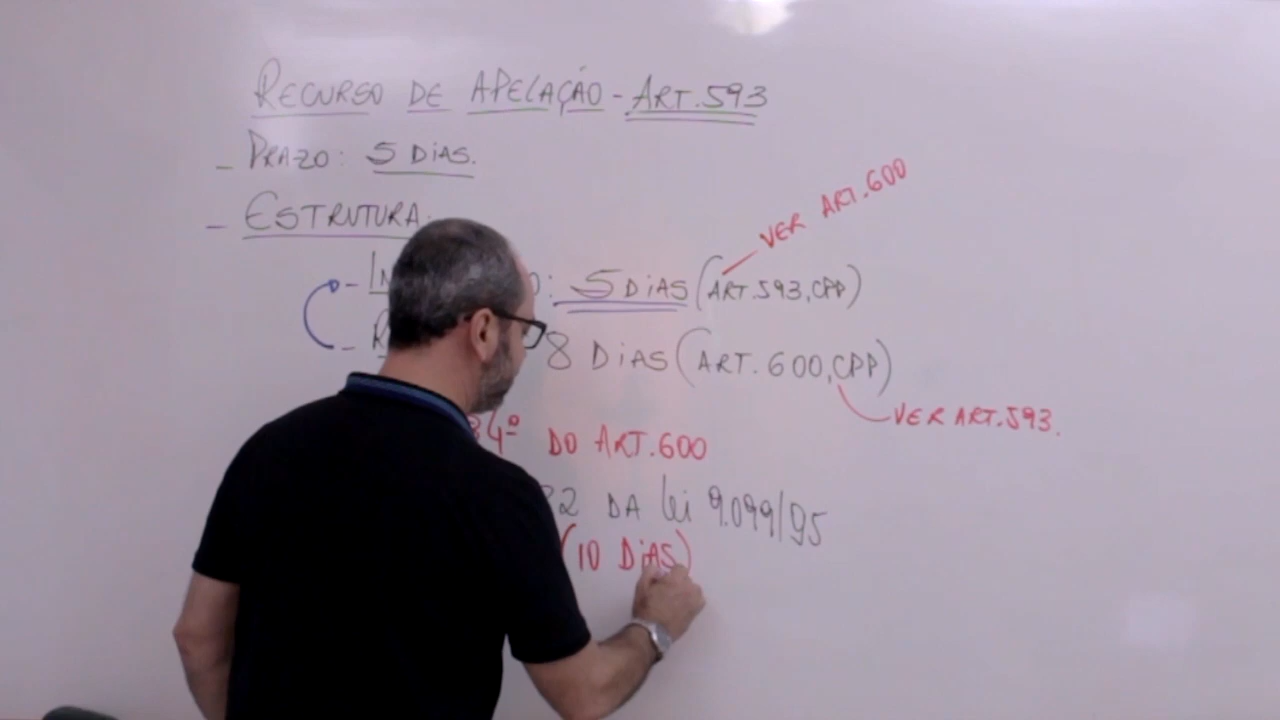 RECURSO DE APELAÇÃO - ART. 593
- PRAZO: 5 DIAS.
- ESTRUTURA:
VER ART. 600
- : 5 DIAS (ART. 593, CPP)
- 8 DIAS (ART. 600, CPP)
VER ART. 593.
4º DO ART. 600
82 DA Lei 9.099/95
(10 DIAS)